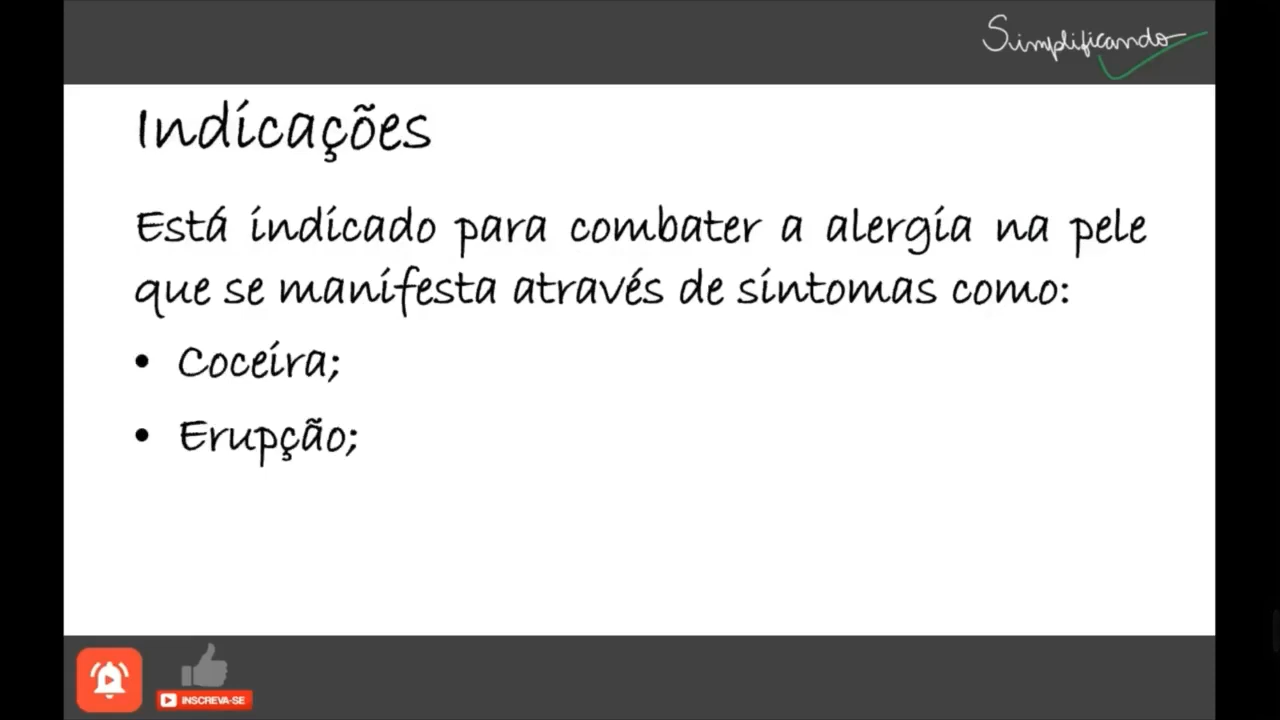 Simplificando
Indicações
Está indicado para combater a alergia na pele
que se manifesta através de sintomas como:
• Coceira;
• Erupção;
INSCREVA-SE